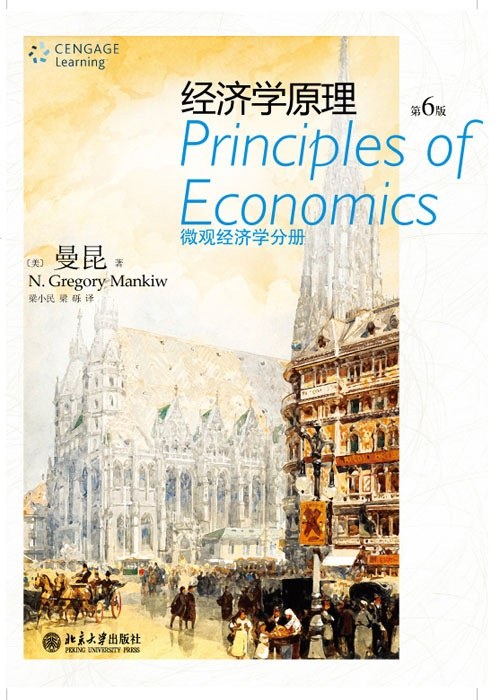 CENGAGE
Learning™
经济学原理
第6版
Principles of
Economics
微观经济学分册
〔美〕曼昆 著
N. Gregory Mankiw
梁小民 梁砾 译
北京大学出版社
PEKING UNIVERSITY PRESS